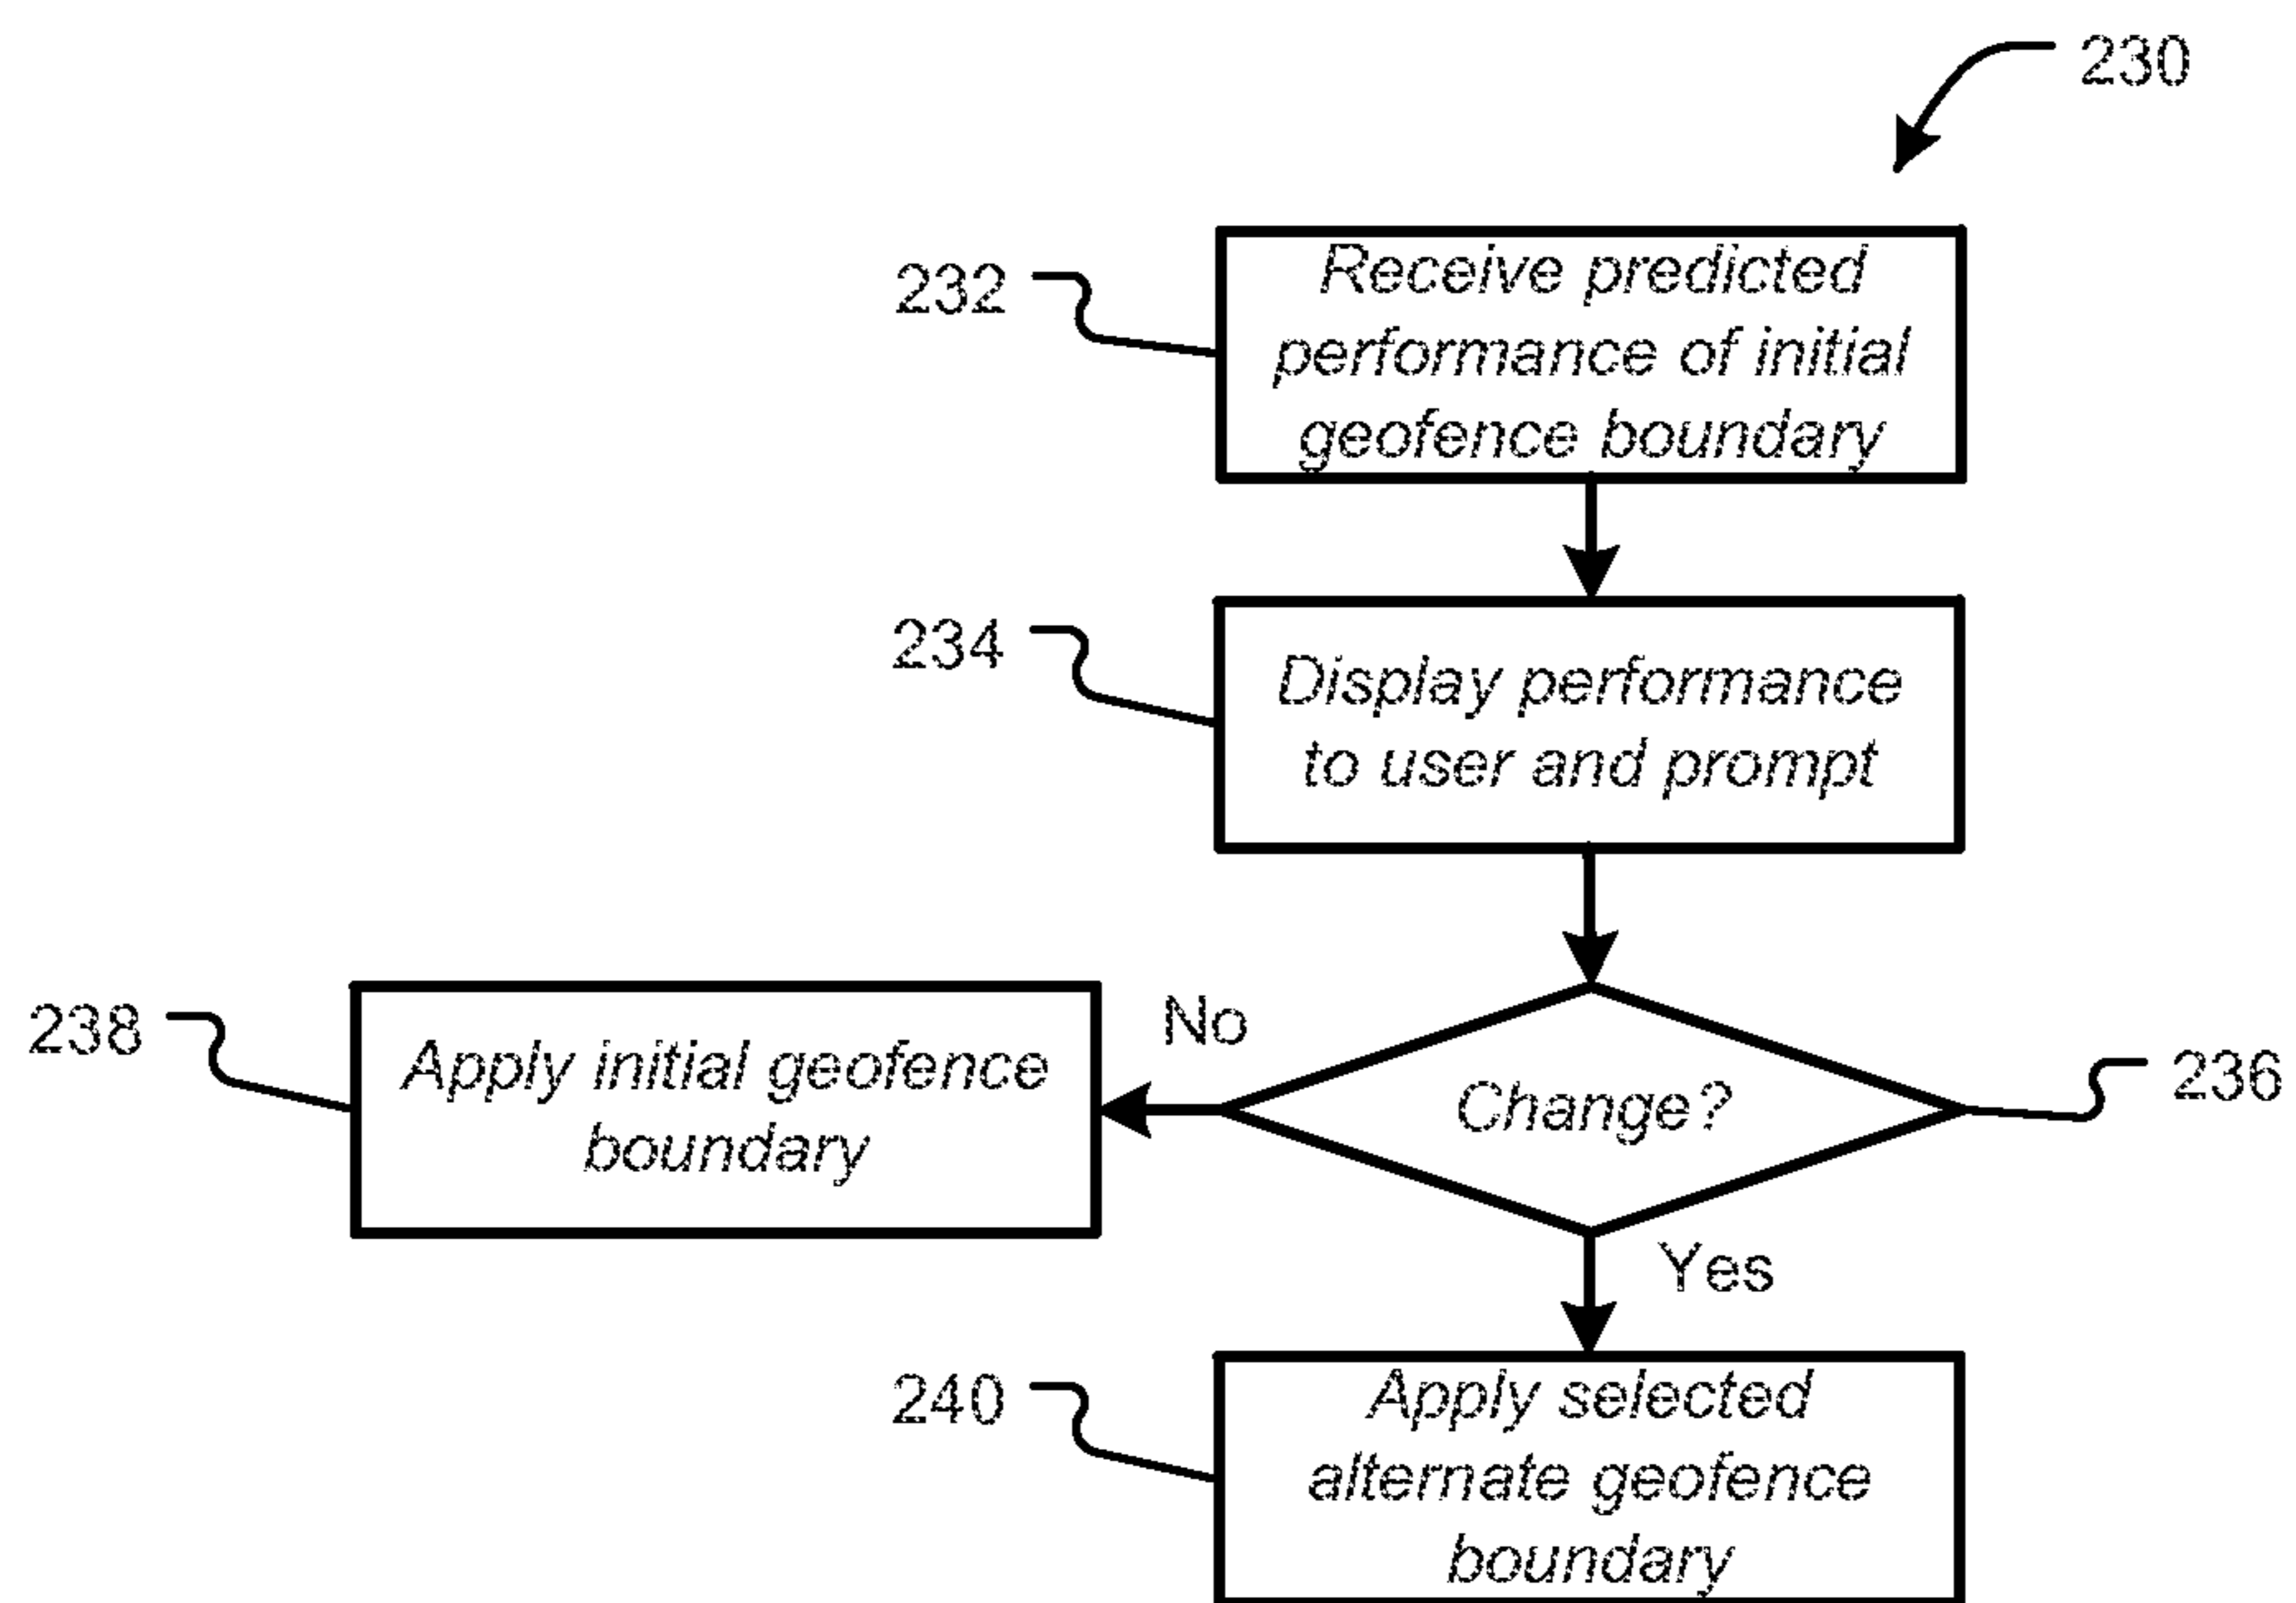 230
232
Receive predicted
performance of initial
geofence boundary
234
Display performance
to user and prompt
238
Apply initial geofence
boundary
No
Change?
236
Yes
240
Apply selected
alternate geofence
boundary